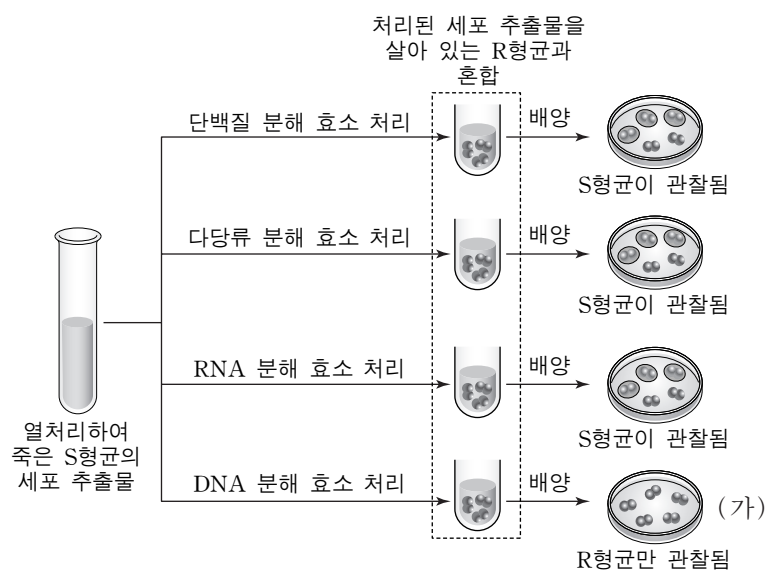 처리된 세포 추출물을
살아 있는 R형균과
혼합
단백질 분해 효소 처리
배양
S형균이 관찰됨
다당류 분해 효소 처리
배양
S형균이 관찰됨
RNA 분해 효소 처리
배양
S형균이 관찰됨
열처리하여
죽은 S형균의
세포 추출물
DNA 분해 효소 처리
배양
(가)
R형균만 관찰됨